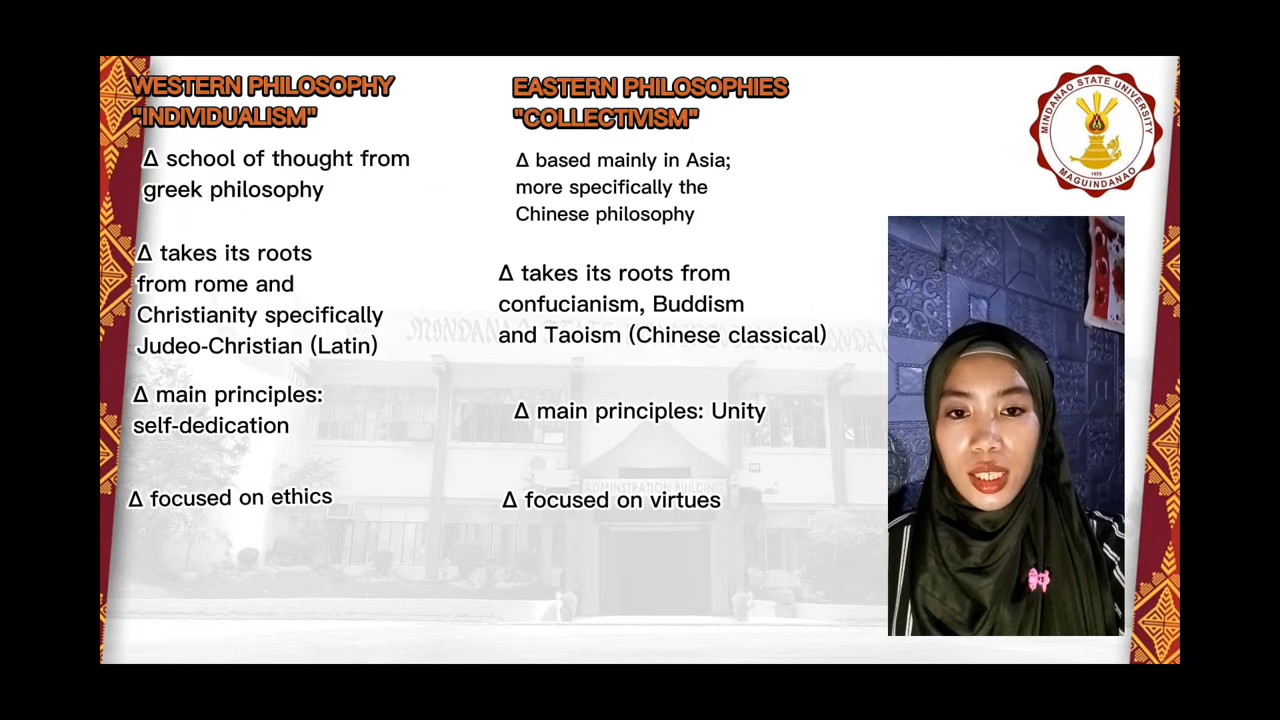 WESTERN PHILOSOPHY
"INDIVIDUALISM"
Δ school of thought from
greek philosophy
Δ takes its roots
from rome and
Christianity specifically
Judeo-Christian (Latin)
Δ main principles:
self-dedication
Δ focused on ethics
EASTERN PHILOSOPHIES
"COLLECTIVISM"
Δ based mainly in Asia;
more specifically the
Chinese philosophy
Δ takes its roots from
confucianism, Buddism
and Taoism (Chinese classical)
Δ main principles: Unity
Δ focused on virtues
MINDANAO STATE UNIVERSITY
1973
MAGUINDANAO
ADMINSTRATION BUILDING